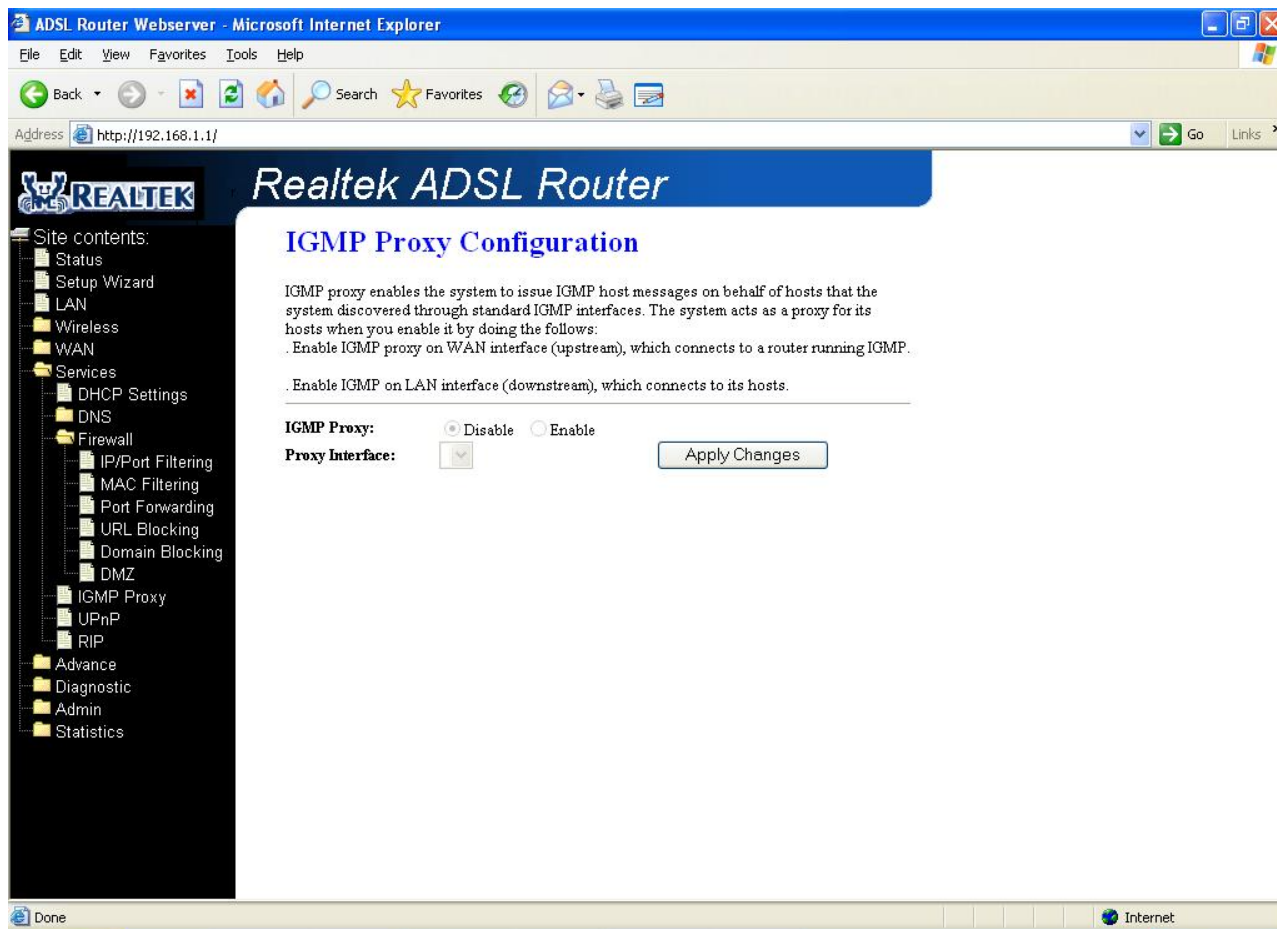 ADSL Router Webserver - Microsoft Internet Explorer
File Edit View Favorites Tools Help
Back Search Favorites
Address http://192.168.1.1/ Go Links
REALTEK
Realtek ADSL Router
Site contents:
Status
Setup Wizard
LAN
Wireless
WAN
Services
DHCP Settings
DNS
Firewall
IP/Port Filtering
MAC Filtering
Port Forwarding
URL Blocking
Domain Blocking
DMZ
IGMP Proxy
UPnP
RIP
Advance
Diagnostic
Admin
Statistics
IGMP Proxy Configuration
IGMP proxy enables the system to issue IGMP host messages on behalf of hosts that the
system discovered through standard IGMP interfaces. The system acts as a proxy for its
hosts when you enable it by doing the follows:
. Enable IGMP proxy on WAN interface (upstream), which connects to a router running IGMP.
. Enable IGMP on LAN interface (downstream), which connects to its hosts.
IGMP Proxy: Disable Enable
Proxy Interface: Apply Changes
Done Internet